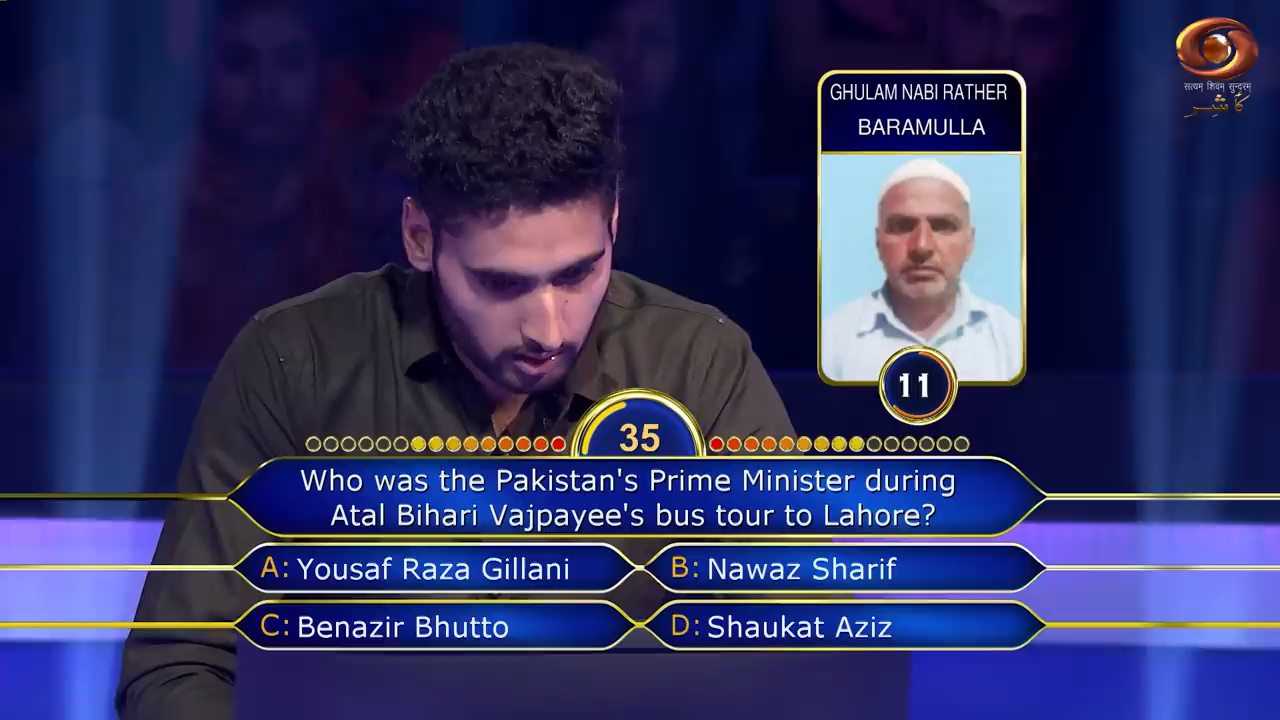 सत्यम् शिवम् सुन्दरम्
کأشِر
GHULAM NABI RATHER
BARAMULLA
11
35
Who was the Pakistan's Prime Minister during
Atal Bihari Vajpayee's bus tour to Lahore?
A: Yousaf Raza Gillani
B: Nawaz Sharif
C: Benazir Bhutto
D: Shaukat Aziz